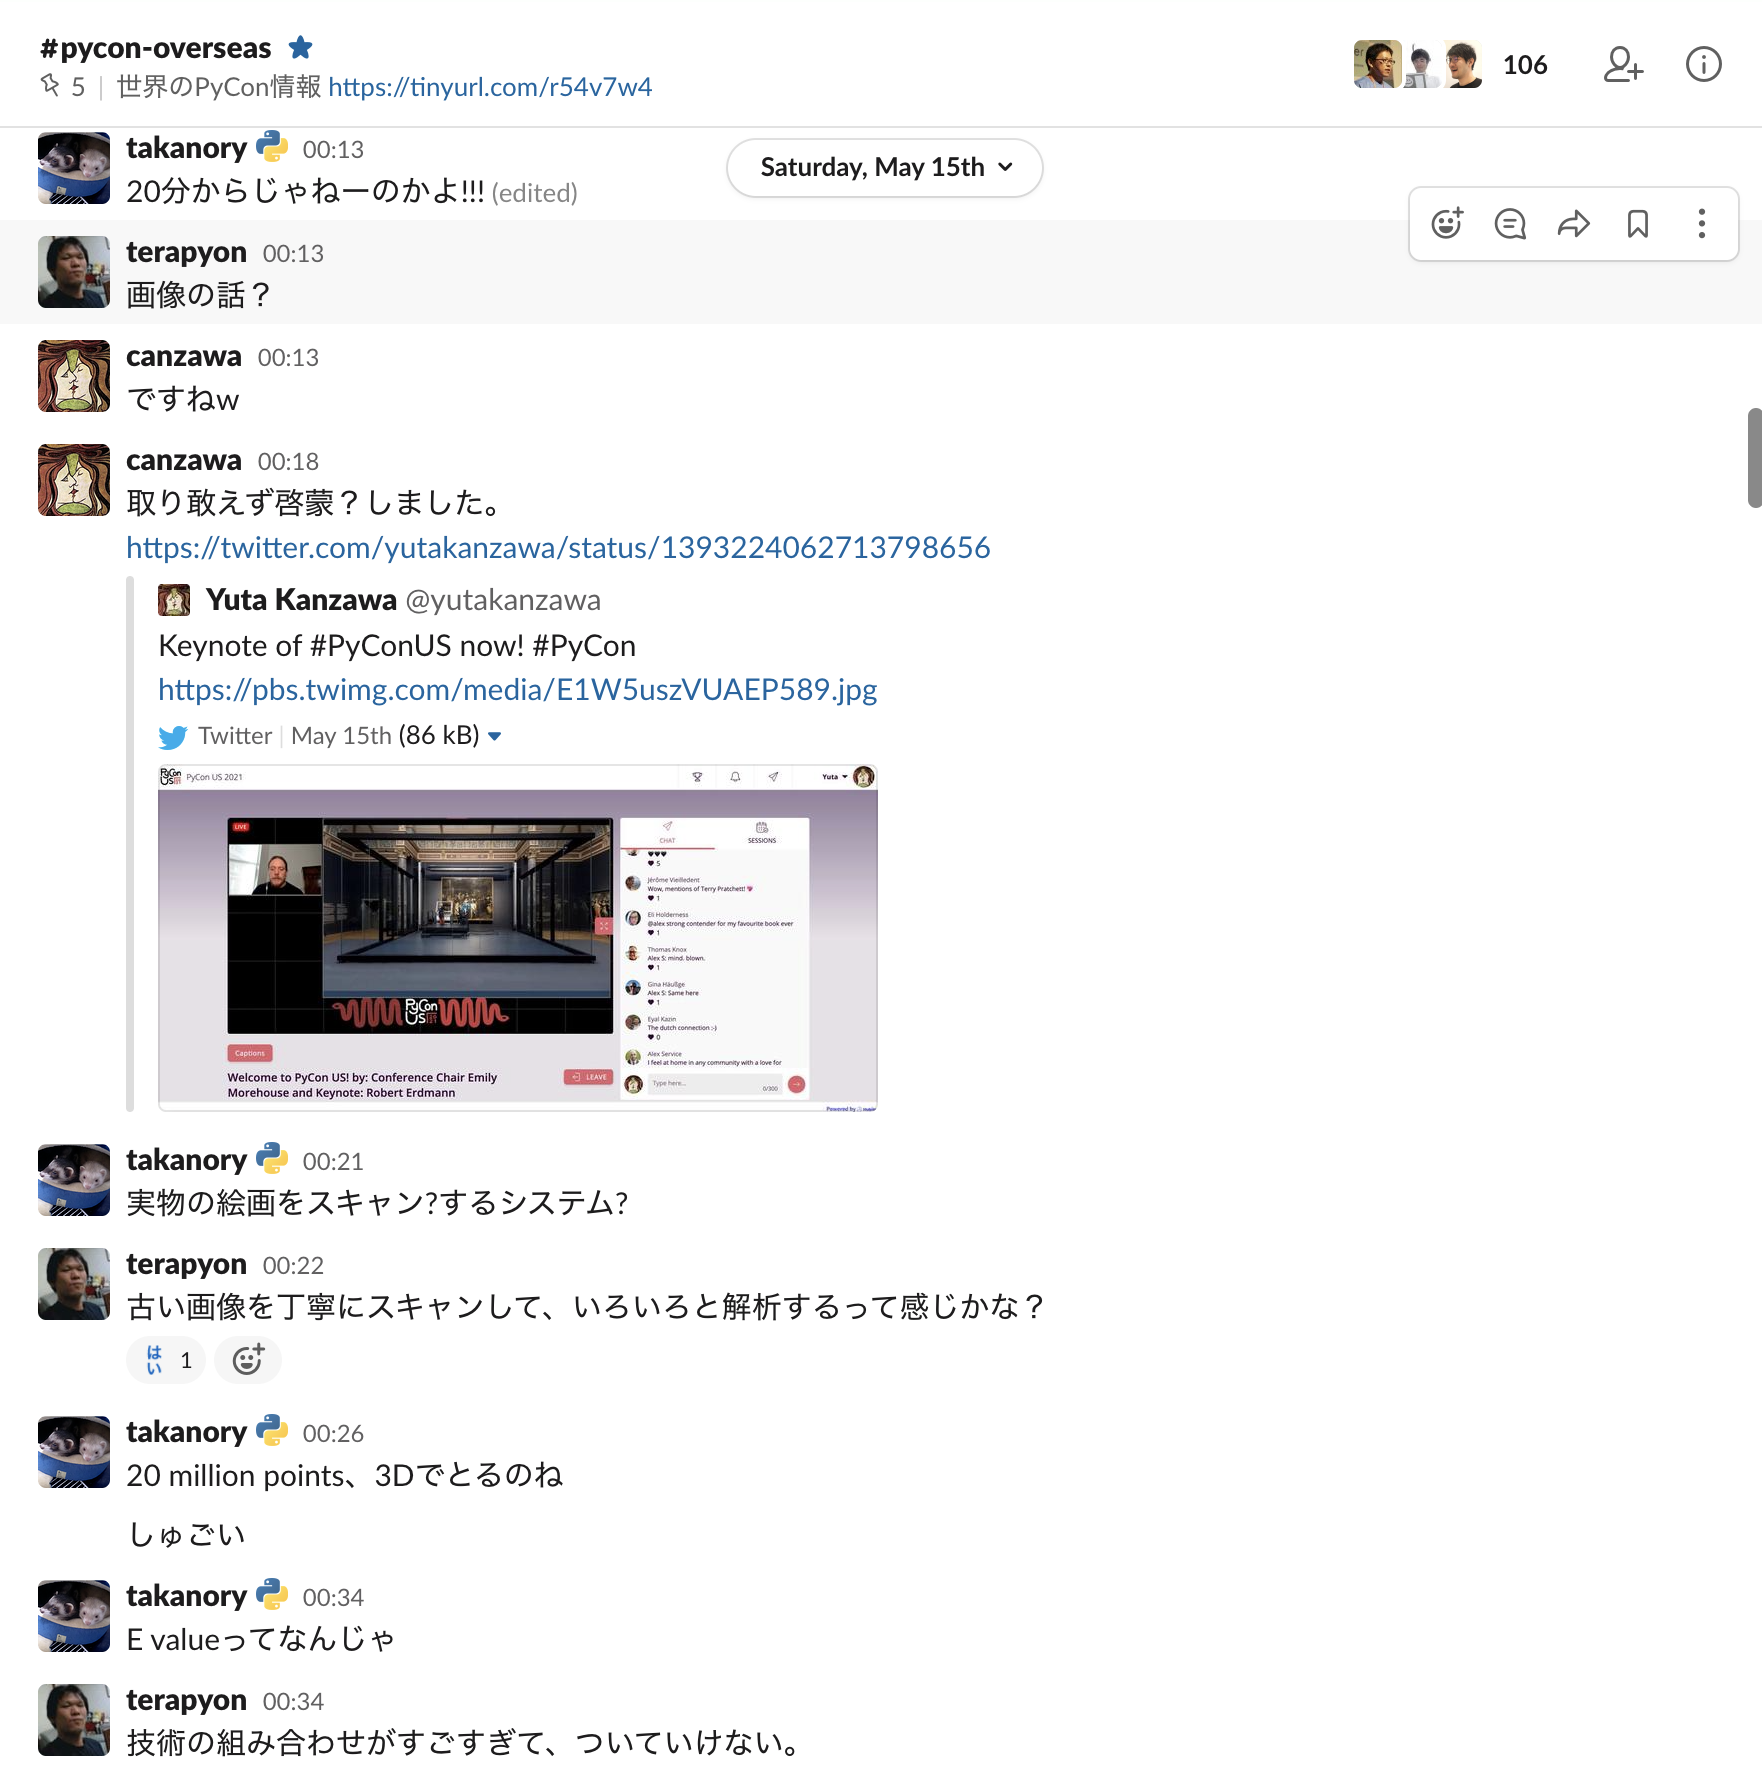 #pycon-overseas
5 | 世界のPyCon情報 https://tinyurl.com/r54v7w4
106
takanory 00:13
Saturday, May 15th
20分からじゃねーのかよ!!! (edited)
terapyon 00:13
画像の話？
canzawa 00:13
ですねw
canzawa 00:18
取り敢えず啓蒙？しました。
https://twitter.com/yutakanzawa/status/1393224062713798656
Yuta Kanzawa @yutakanzawa
Keynote of #PyConUS now! #PyCon
https://pbs.twimg.com/media/E1W5uszVUAEP589.jpg
Twitter | May 15th (86 kB)
PyCon US PyCon US 2021
Yuta
LIVE
CHAT
SESSIONS
5
Jérôme Vieilledent
Wow, mentions of Terry Pratchett!
1
Eli Holderness
@alex strong contender for my favourite book ever
1
Thomas Knox
Alex S: mind. blown.
1
Gina Häußge
Alex S: Same here
1
Eyal Kazin
The dutch connection :-)
0
Alex Service
I feel at home in any community with a love for
Type here...
0/300
PyCon US
Captions
Welcome to PyCon US! by: Conference Chair Emily
Morehouse and Keynote: Robert Erdmann
LEAVE
Powered by
takanory 00:21
実物の絵画をスキャン?するシステム?
terapyon 00:22
古い画像を丁寧にスキャンして、いろいろと解析するって感じかな？
はい 1
takanory 00:26
20 million points、3Dでとるのね
しゅごい
takanory 00:34
E valueってなんじゃ
terapyon 00:34
技術の組み合わせがすごすぎて、ついていけない。